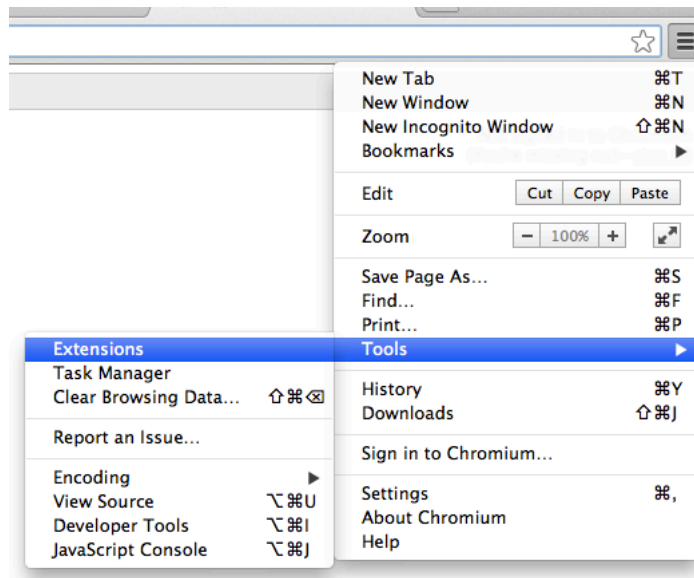 New Tab ⌘T
New Window ⌘N
New Incognito Window ⇧⌘N
Bookmarks ▶
Edit Cut Copy Paste
Zoom − 100% +
Save Page As... ⌘S
Find... ⌘F
Print... ⌘P
Tools ▶
History ⌘Y
Downloads ⇧⌘J
Sign in to Chromium...
Settings ⌘,
About Chromium
Help
Extensions
Task Manager
Clear Browsing Data... ⇧⌘⌫
Report an Issue...
Encoding ▶
View Source ⌥⌘U
Developer Tools ⌥⌘I
JavaScript Console ⌥⌘J